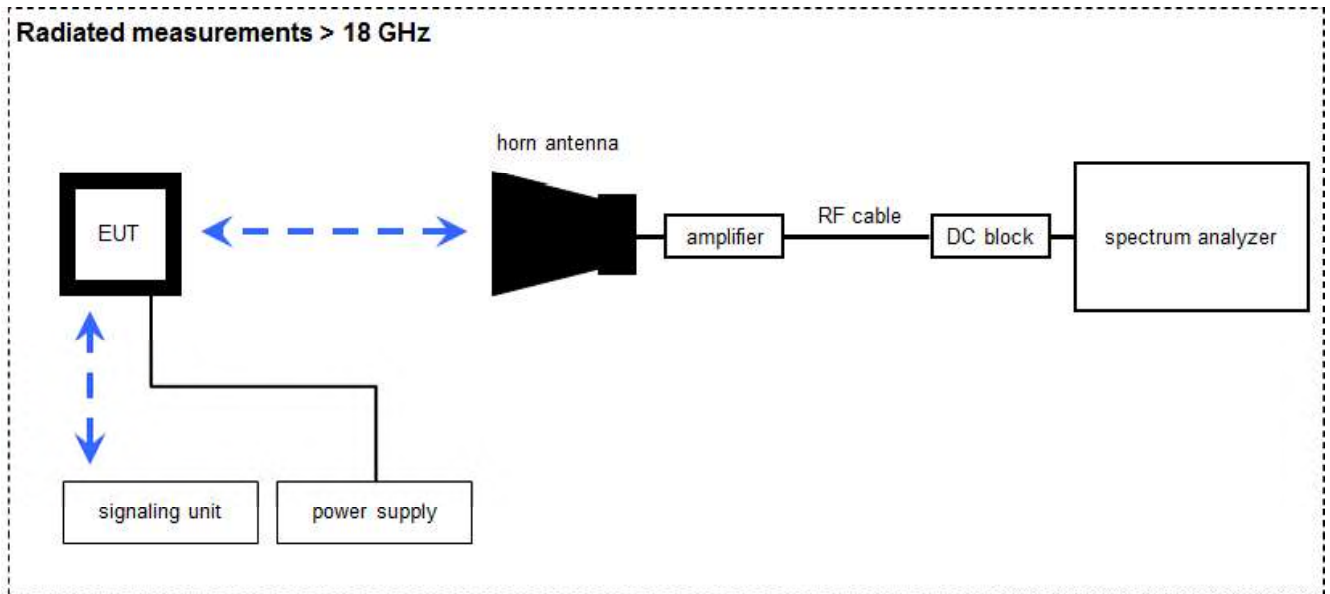 Radiated measurements > 18 GHz
horn antenna
EUT
amplifier
RF cable
DC block
spectrum analyzer
signaling unit
power supply